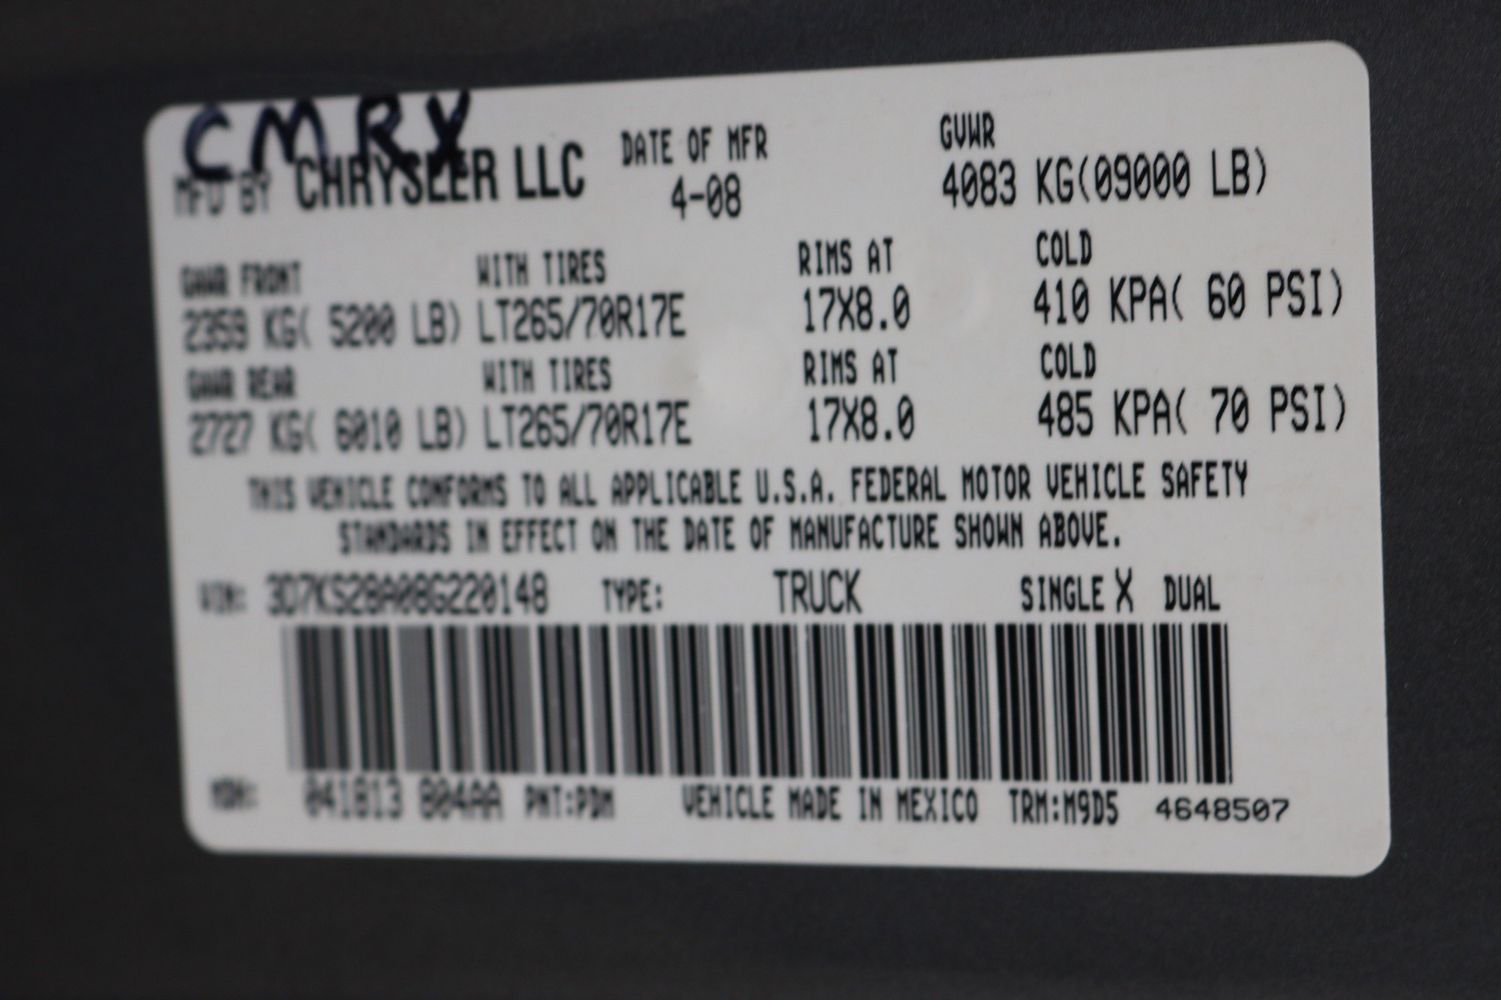 CMRX
MFD BY CHRYSLER LLC DATE OF MFR 4-08 GVWR 4083 KG(09000 LB)
GAWR FRONT WITH TIRES RIMS AT COLD
2359 KG( 5200 LB) LT265/70R17E 17X8.0 410 KPA( 60 PSI)
GAWR REAR WITH TIRES RIMS AT COLD
2727 KG( 6010 LB) LT265/70R17E 17X8.0 485 KPA( 70 PSI)
THIS VEHICLE CONFORMS TO ALL APPLICABLE U.S.A. FEDERAL MOTOR VEHICLE SAFETY
STANDARDS IN EFFECT ON THE DATE OF MANUFACTURE SHOWN ABOVE.
VIN: 3D7KS28A08G220148 TYPE: TRUCK SINGLE X DUAL
MDH: 041813 804AA PNT:PDM VEHICLE MADE IN MEXICO TRM:M9D5 4648507